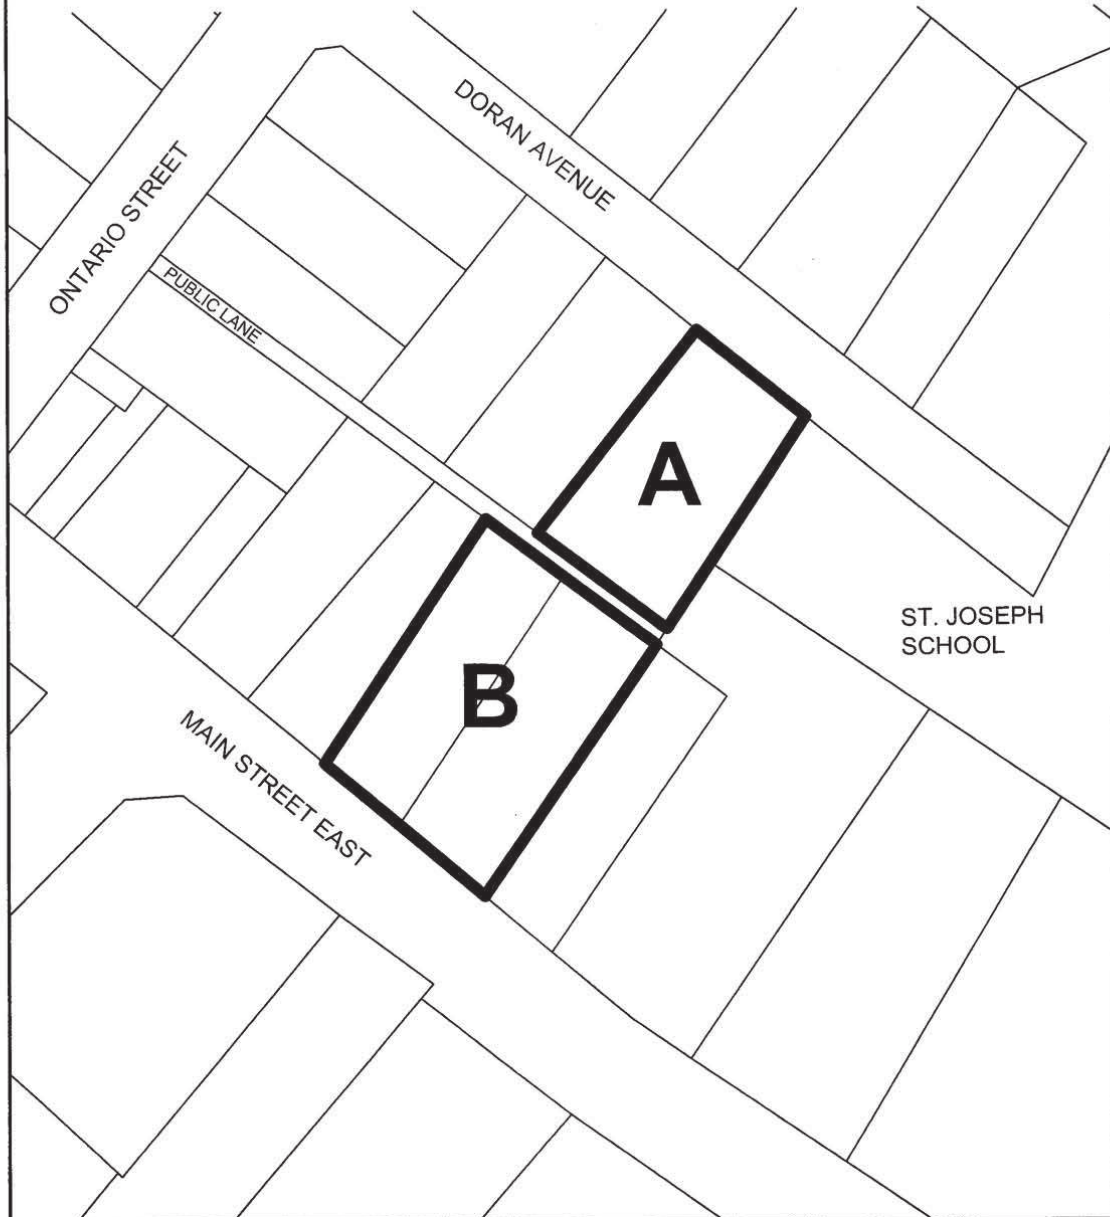 DORAN AVENUE
ONTARIO STREET
PUBLIC LANE
A
ST. JOSEPH
SCHOOL
B
MAIN STREET EAST